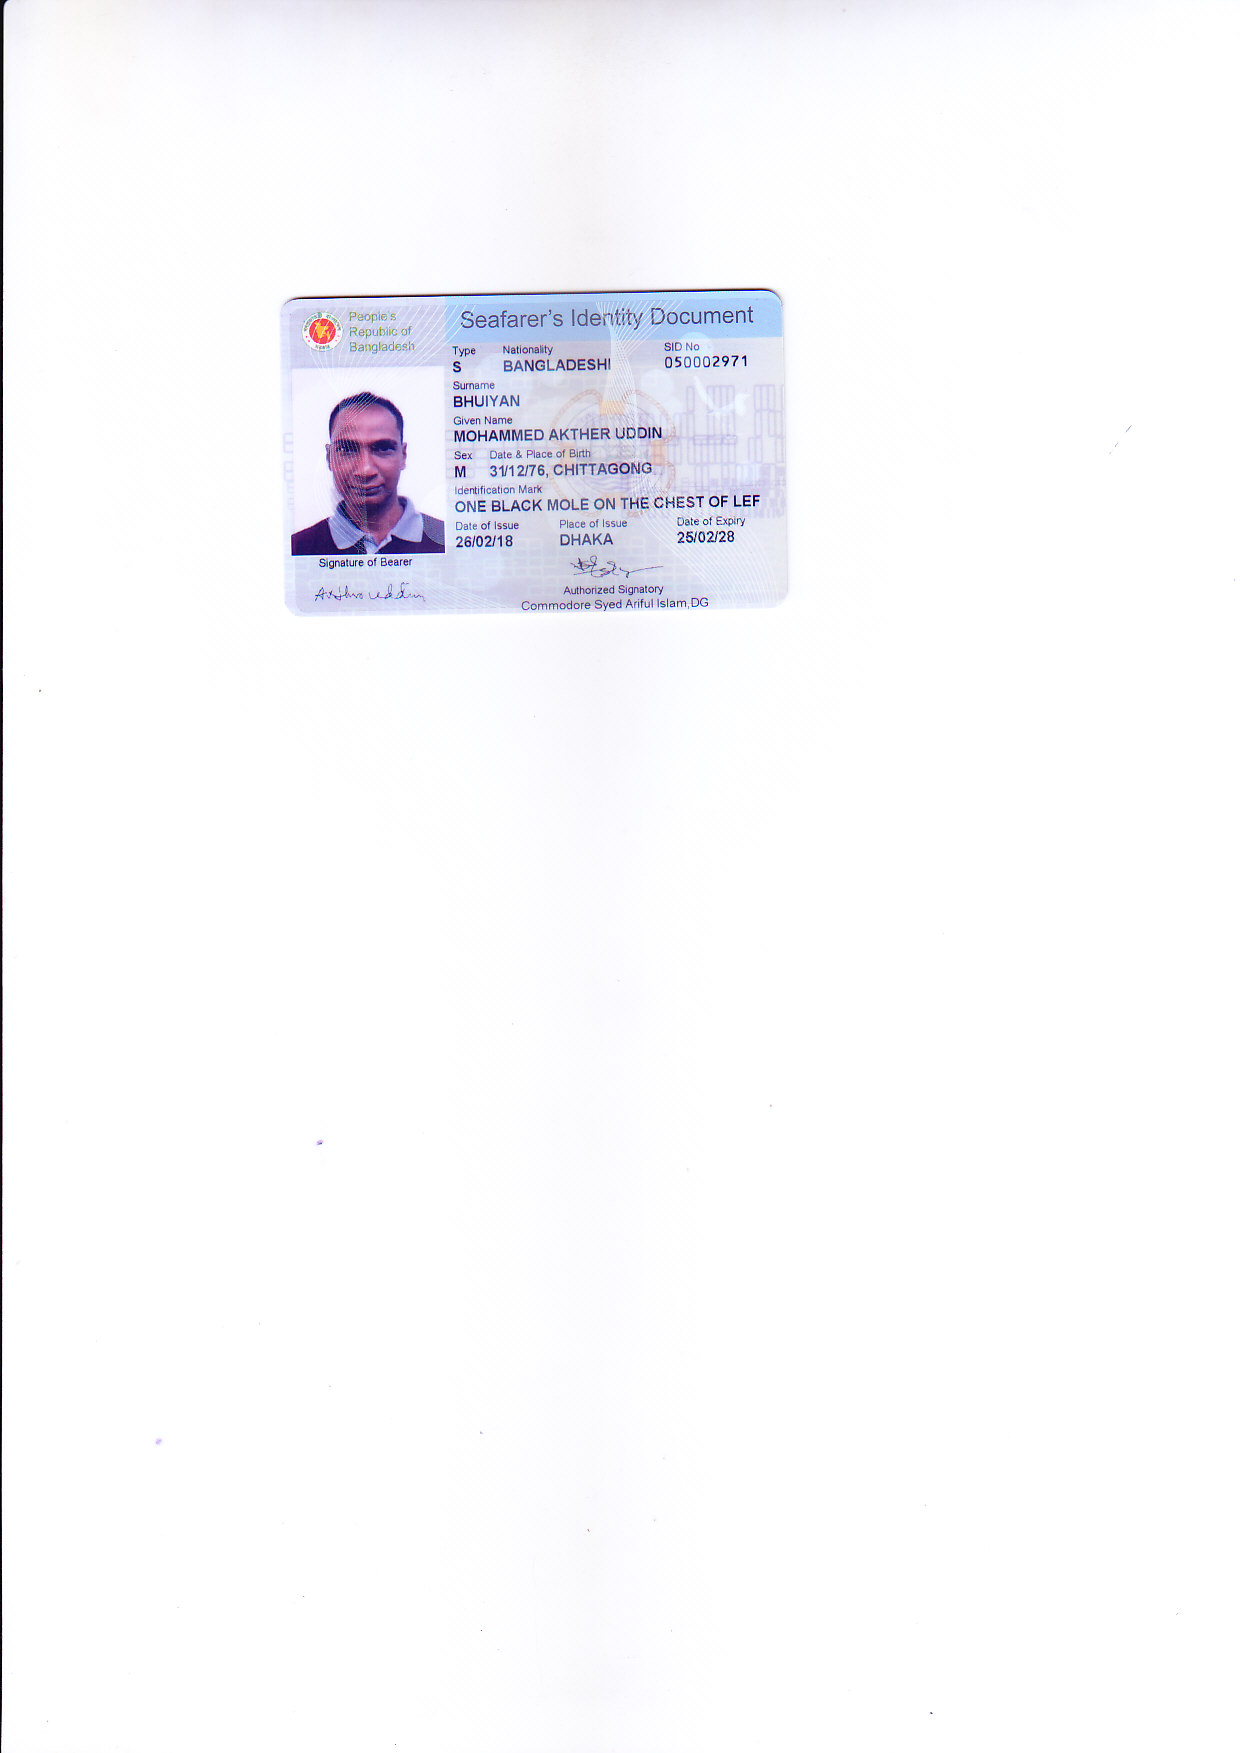 People's
Republic of
Bangladesh
Seafarer's Identity Document
Type Nationality SID No
S BANGLADESHI 050002971
Surname
BHUIYAN
Given Name
MOHAMMED AKTHER UDDIN
Sex Date & Place of Birth
M 31/12/76, CHITTAGONG
Identification Mark
ONE BLACK MOLE ON THE CHEST OF LEF
Date of Issue Place of Issue Date of Expiry
26/02/18 DHAKA 25/02/28
Signature of Bearer
Authorized Signatory
Commodore Syed Ariful Islam,DG